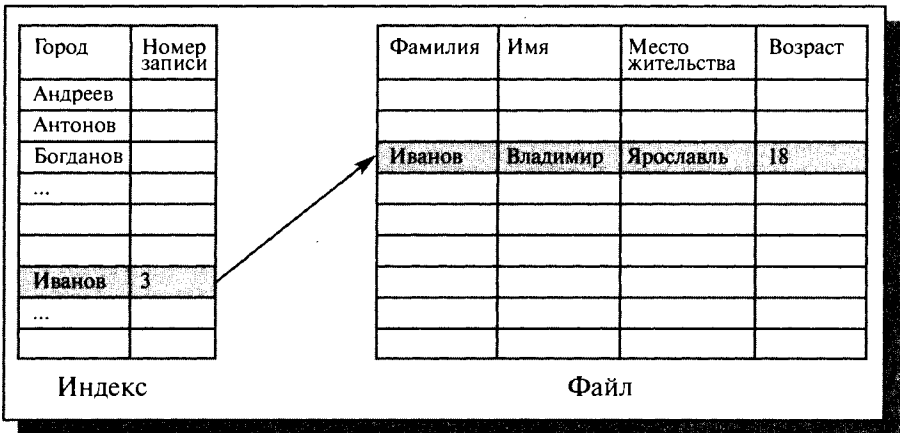 Город Номер записи Фамилия Имя Место жительства Возраст
Андреев
Антонов
Богданов Иванов Владимир Ярославль 18
...
Иванов 3
...
Индекс Файл